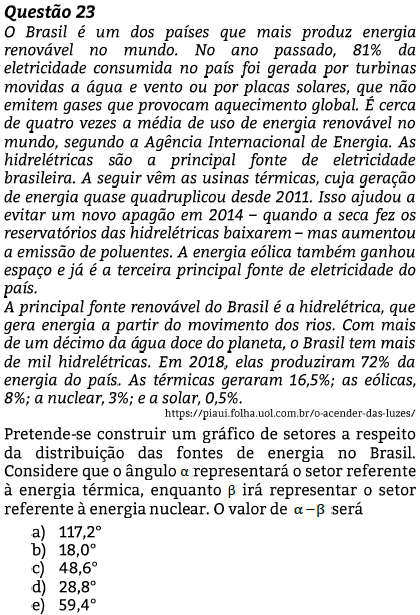 Questão 23
O Brasil é um dos países que mais produz energia
renovável no mundo. No ano passado, 81% da
eletricidade consumida no país foi gerada por turbinas
movidas a água e vento ou por placas solares, que não
emitem gases que provocam aquecimento global. É cerca
de quatro vezes a média de uso de energia renovável no
mundo, segundo a Agência Internacional de Energia. As
hidrelétricas são a principal fonte de eletricidade
brasileira. A seguir vêm as usinas térmicas, cuja geração
de energia quase quadruplicou desde 2011. Isso ajudou a
evitar um novo apagão em 2014 – quando a seca fez os
reservatórios das hidrelétricas baixarem – mas aumentou
a emissão de poluentes. A energia eólica também ganhou
espaço e já é a terceira principal fonte de eletricidade do
país.
A principal fonte renovável do Brasil é a hidrelétrica, que
gera energia a partir do movimento dos rios. Com mais
de um décimo da água doce do planeta, o Brasil tem mais
de mil hidrelétricas. Em 2018, elas produziram 72% da
energia do país. As térmicas geraram 16,5%; as eólicas,
8%; a nuclear, 3%; e a solar, 0,5%.
https://piaui.folha.uol.com.br/o-acender-das-luzes/
Pretende-se construir um gráfico de setores a respeito
da distribuição das fontes de energia no Brasil.
Considere que o ângulo α representará o setor referente
à energia térmica, enquanto β irá representar o setor
referente à energia nuclear. O valor de α–β será
a) 117,2°
b) 18,0°
c) 48,6°
d) 28,8°
e) 59,4°